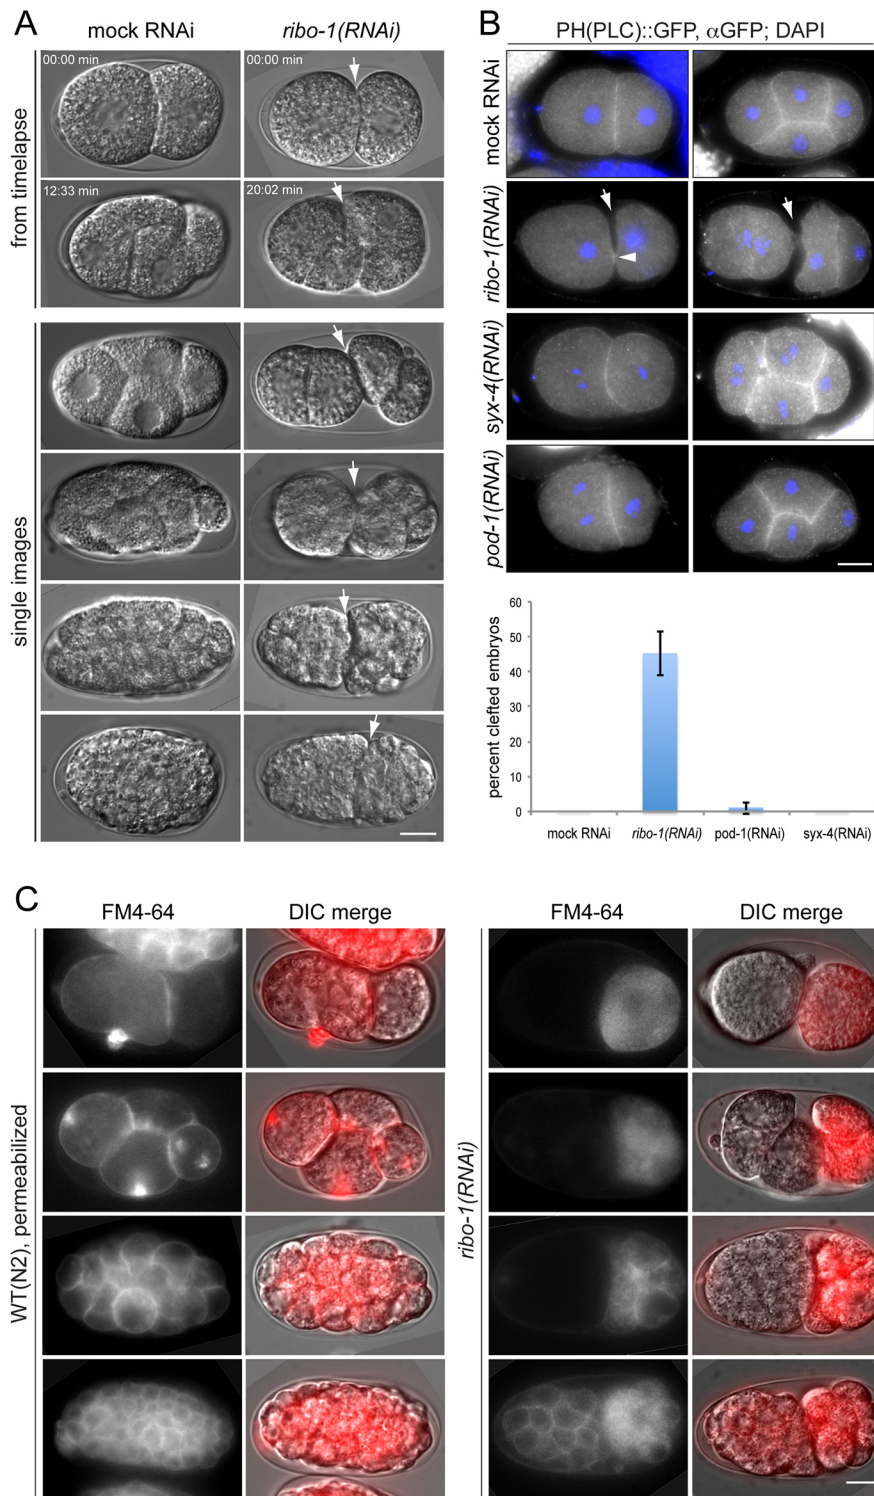 A
mock RNAi
ribo-1(RNAi)
from timelapse
00:00 min
00:00 min
12:33 min
20:02 min
single images
B
PH(PLC)::GFP, αGFP; DAPI
mock RNAi
ribo-1(RNAi)
syx-4(RNAi)
pod-1(RNAi)
percent clefted embryos
60
50
40
30
20
10
0
mock RNAi
ribo-1(RNAi)
pod-1(RNAi)
syx-4(RNAi)
C
FM4-64
DIC merge
FM4-64
DIC merge
WT(N2), permeabilized
ribo-1(RNAi)